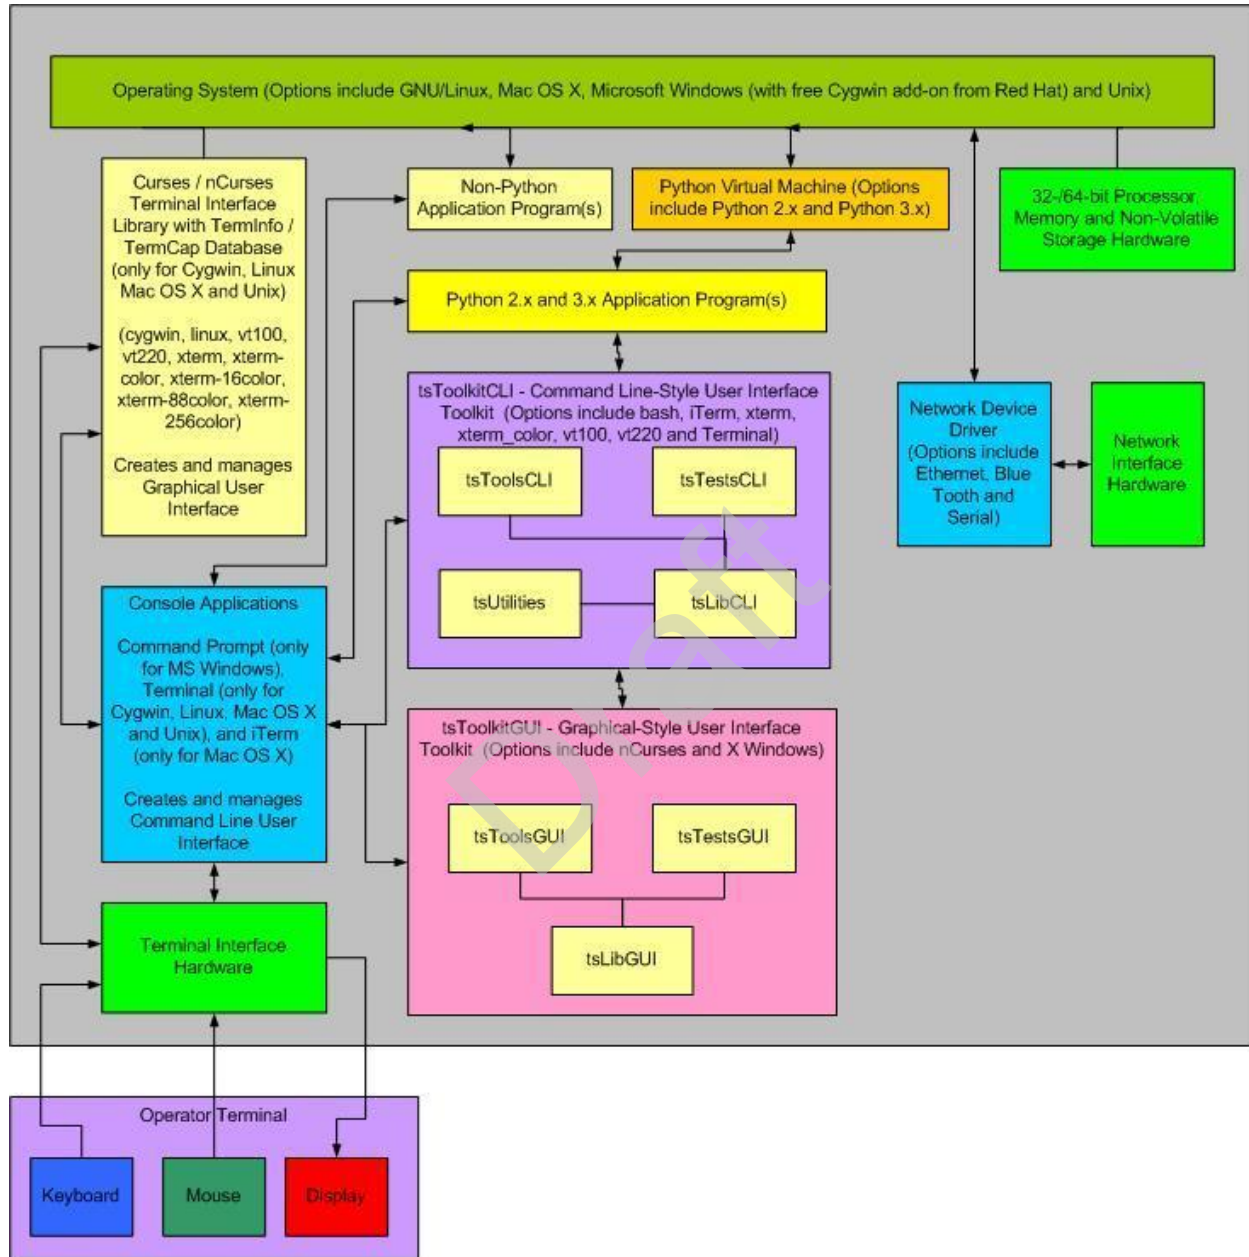 Operating System (Options include GNU/Linux, Mac OS X, Microsoft Windows (with free Cygwin add-on from Red Hat) and Unix)
Curses / nCurses
Terminal Interface
Library with TermInfo /
TermCap Database
(only for Cygwin, Linux
Mac OS X and Unix)
(cygwin, linux, vt100,
vt220, xterm, xterm-
color, xterm-16color,
xterm-88color, xterm-
256color)
Creates and manages
Graphical User
Interface
Non-Python
Application Program(s)
Python Virtual Machine (Options
include Python 2.x and Python 3.x)
32-/64-bit Processor,
Memory and Non-Volatile
Storage Hardware
Python 2.x and 3.x Application Program(s)
tsToolkitCLI - Command Line-Style User Interface
Toolkit (Options include bash, iTerm, xterm,
xterm_color, vt100, vt220 and Terminal)
tsToolsCLI
tsTestsCLI
tsUtilities
tsLibCLI
Network Device
Driver
(Options include
Ethernet, Blue
Tooth and
Serial)
Network
Interface
Hardware
Console Applications
Command Prompt (only
for MS Windows),
Terminal (only for
Cygwin, Linux, Mac OS X
and Unix), and iTerm
(only for Mac OS X)
Creates and manages
Command Line User
Interface
tsToolkitGUI - Graphical-Style User Interface
Toolkit (Options include nCurses and X Windows)
tsToolsGUI
tsTestsGUI
tsLibGUI
Terminal Interface
Hardware
Operator Terminal
Keyboard
Mouse
Display
Draft